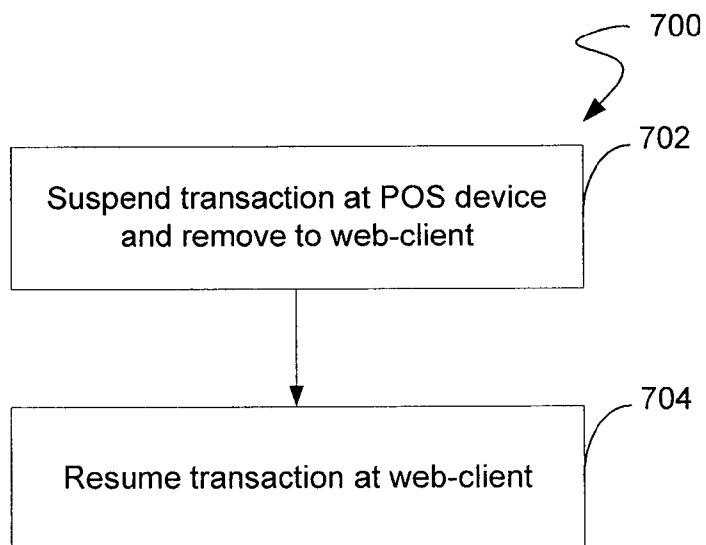 700
702
Suspend transaction at POS device
and remove to web-client
704
Resume transaction at web-client